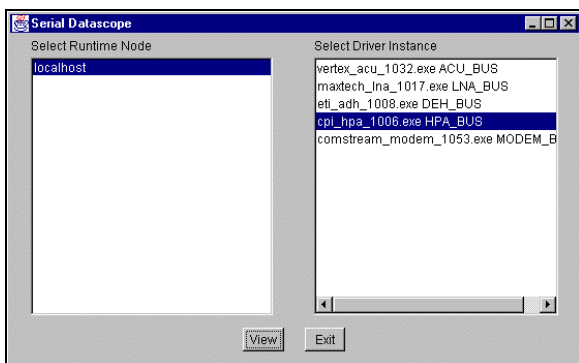 Serial Datascope
Select Runtime Node
localhost
Select Driver Instance
vertex_acu_1032.exe ACU_BUS
maxtech_lna_1017.exe LNA_BUS
eti_adh_1008.exe DEH_BUS
cpi_hpa_1006.exe HPA_BUS
comstream_modem_1053.exe MODEM_B
View
Exit